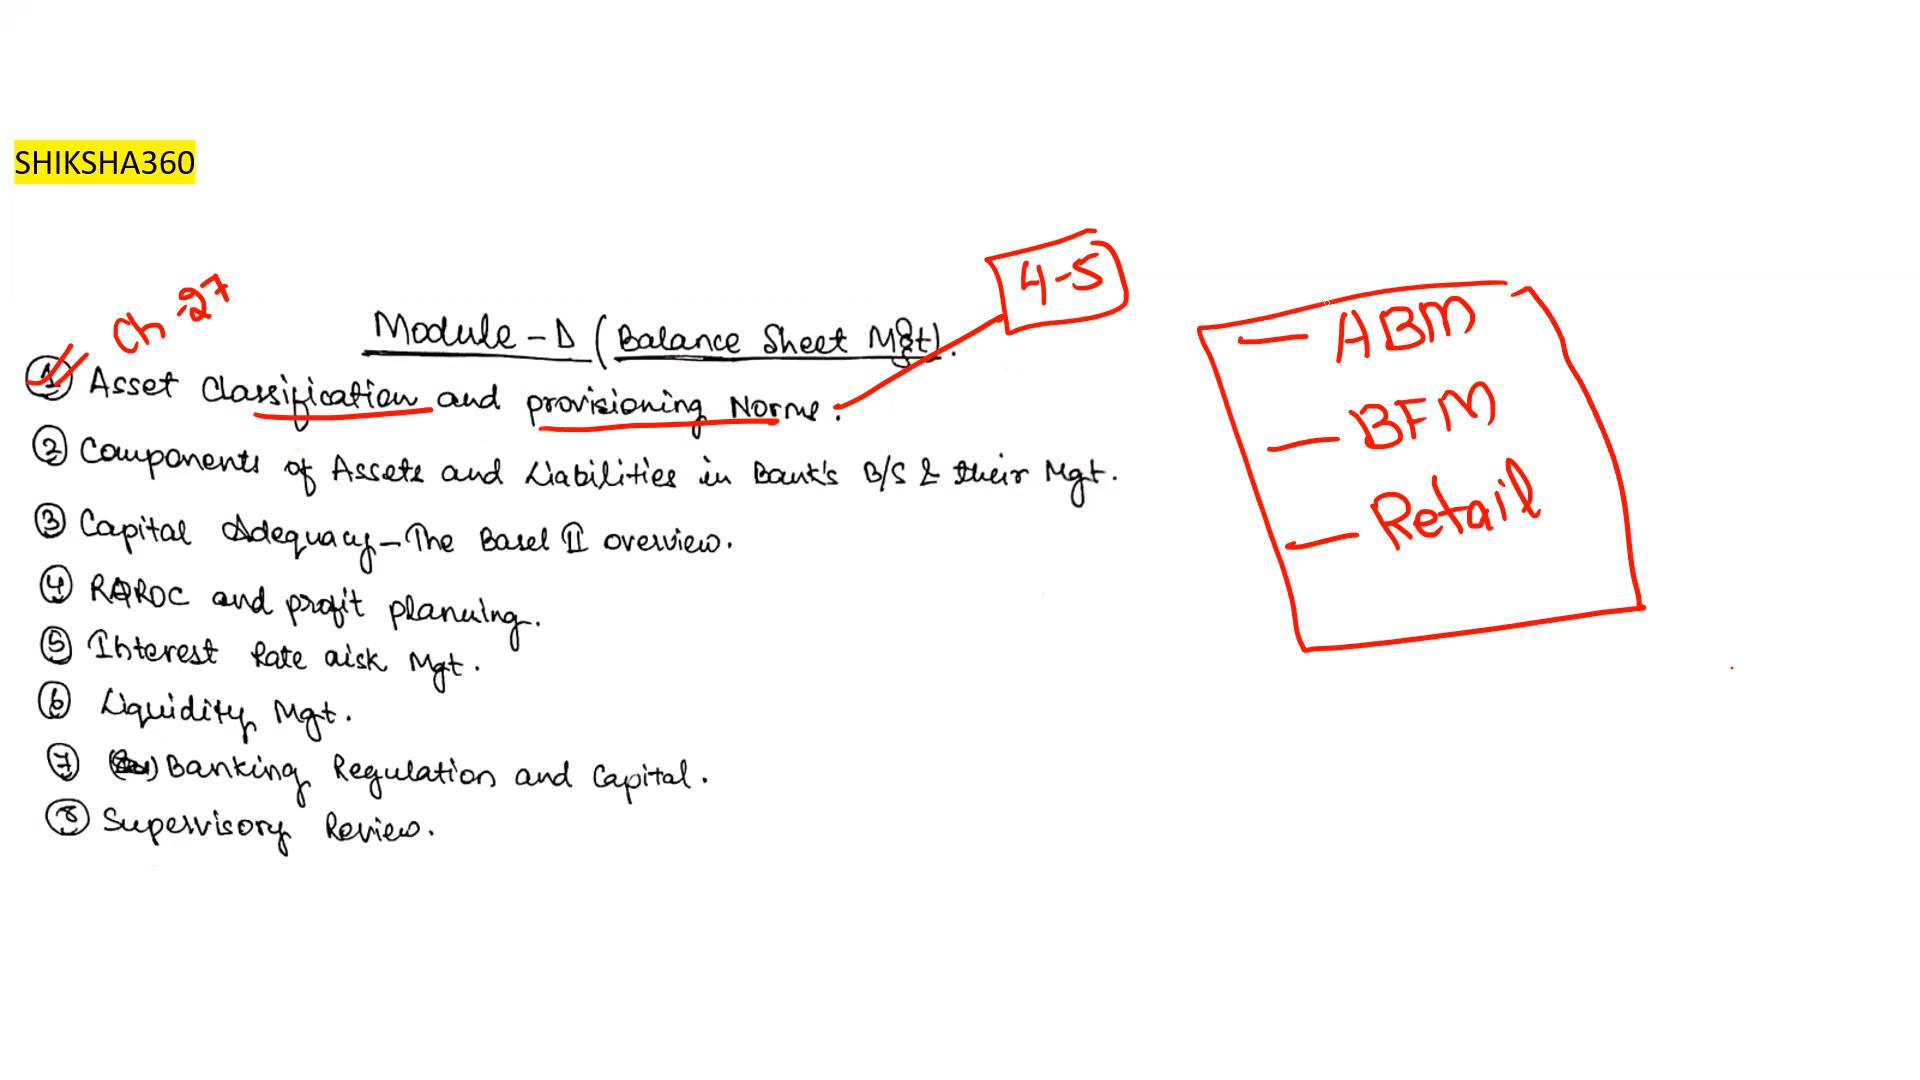 SHIKSHA360
4-5
Ch-27
Module - D (Balance Sheet Mgt).
① Asset Classification and provisioning Norms.
② Components of Assets and Liabilities in Bank's B/S & their Mgt.
③ Capital Adequacy - The Basel II overview.
④ RAROC and profit planning.
⑤ Interest Rate Risk Mgt.
⑥ Liquidity Mgt.
⑦ Banking Regulation and Capital.
⑧ Supervisory Review.
— ABM
— BFM
— Retail